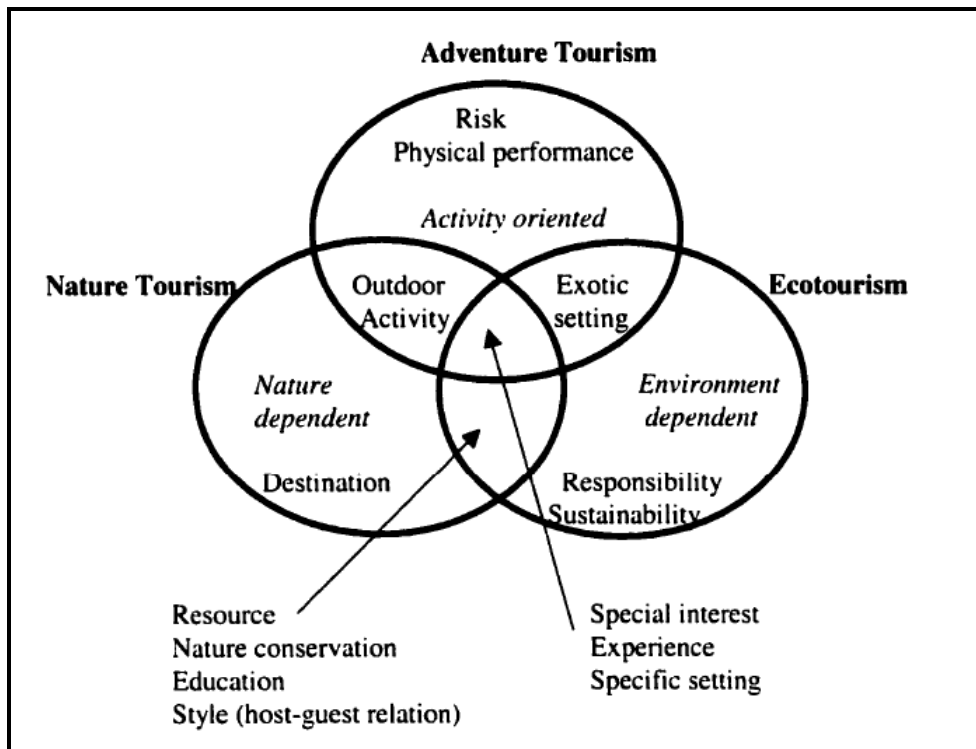 Adventure Tourism
Risk
Physical performance
Activity oriented
Nature Tourism
Outdoor
Activity
Exotic
setting
Ecotourism
Nature
dependent
Environment
dependent
Destination
Responsibility
Sustainability
Resource
Nature conservation
Education
Style (host-guest relation)
Special interest
Experience
Specific setting